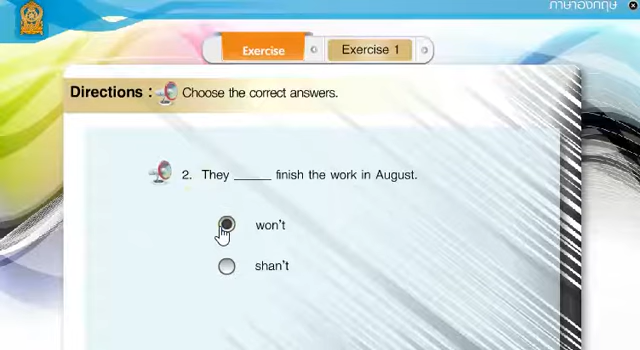 ภาษาอังกฤษ
Exercise
Exercise 1
Directions : Choose the correct answers.
2. They _____ finish the work in August.
won't
shan't